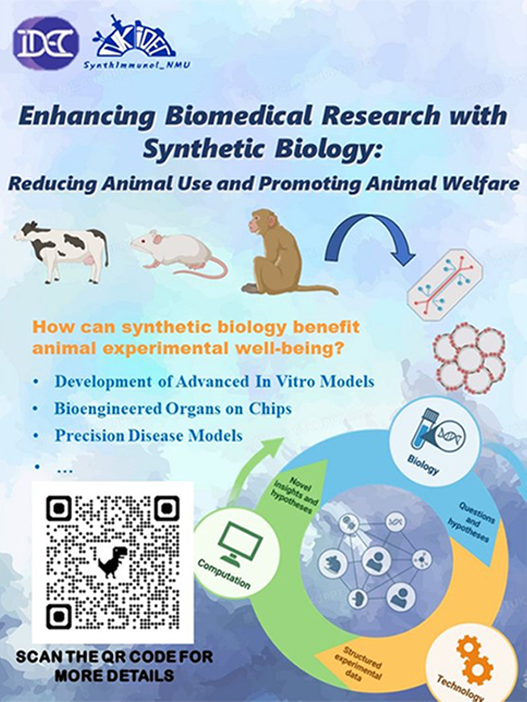 IDEC
iDEC
SynthImmunol_NMU
Enhancing Biomedical Research with
Synthetic Biology:
Reducing Animal Use and Promoting Animal Welfare
How can synthetic biology benefit
animal experimental well-being?
• Development of Advanced In Vitro Models
• Bioengineered Organs on Chips
• Precision Disease Models
• ...
Biology
Novel
insights and
hypotheses
Questions
and
hypotheses
Computation
Structured
experimental
data
Technology
SCAN THE QR CODE FOR
MORE DETAILS